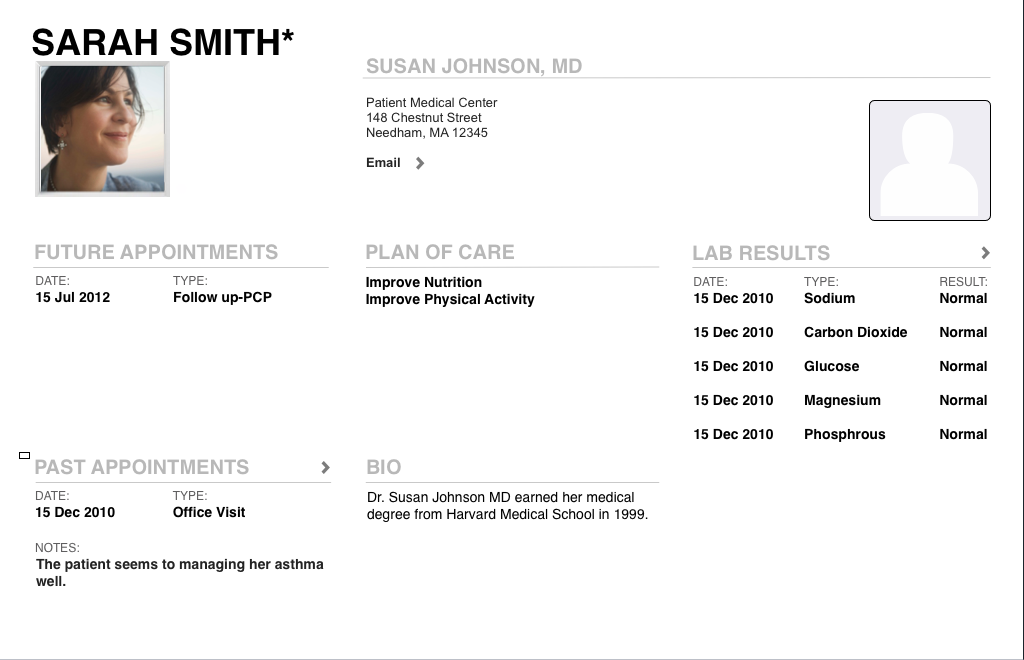 SARAH SMITH*
SUSAN JOHNSON, MD
Patient Medical Center
148 Chestnut Street
Needham, MA 12345
Email
FUTURE APPOINTMENTS
DATE: TYPE:
15 Jul 2012 Follow up-PCP
PLAN OF CARE
Improve Nutrition
Improve Physical Activity
LAB RESULTS
DATE: TYPE: RESULT:
15 Dec 2010 Sodium Normal
15 Dec 2010 Carbon Dioxide Normal
15 Dec 2010 Glucose Normal
15 Dec 2010 Magnesium Normal
15 Dec 2010 Phosphrous Normal
PAST APPOINTMENTS
DATE: TYPE:
15 Dec 2010 Office Visit
NOTES:
The patient seems to managing her asthma
well.
BIO
Dr. Susan Johnson MD earned her medical
degree from Harvard Medical School in 1999.